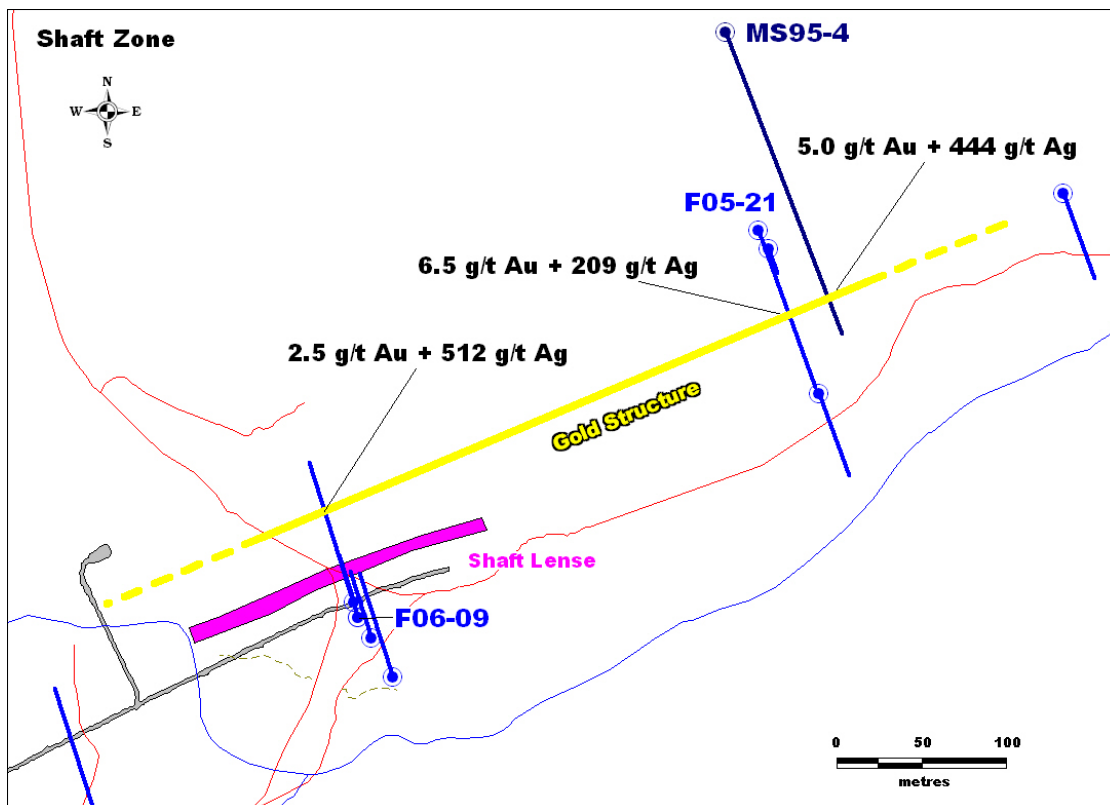 Shaft Zone
MS95-4
N
W E
S
5.0 g/t Au + 444 g/t Ag
F05-21
6.5 g/t Au + 209 g/t Ag
2.5 g/t Au + 512 g/t Ag
Gold Structure
Shaft Lense
F06-09
0 50 100
metres